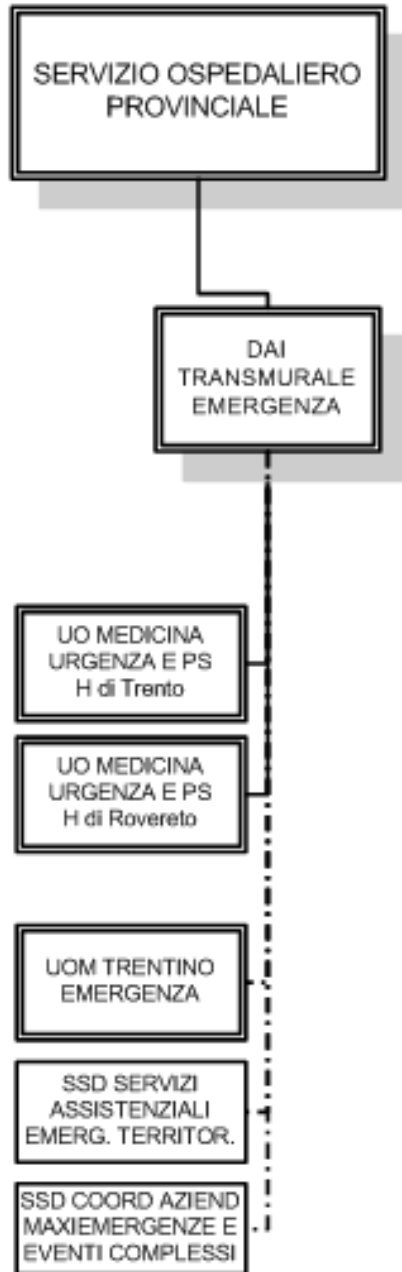 SERVIZIO OSPEDALIERO
PROVINCIALE
DAI
TRANSMURALE
EMERGENZA
UO MEDICINA
URGENZA E PS
H di Trento
UO MEDICINA
URGENZA E PS
H di Rovereto
UOM TRENTINO
EMERGENZA
SSD SERVIZI
ASSISTENZIALI
EMERG. TERRITOR.
SSD COORD AZIEND
MAXIEMERGENZE E
EVENTI COMPLESSI